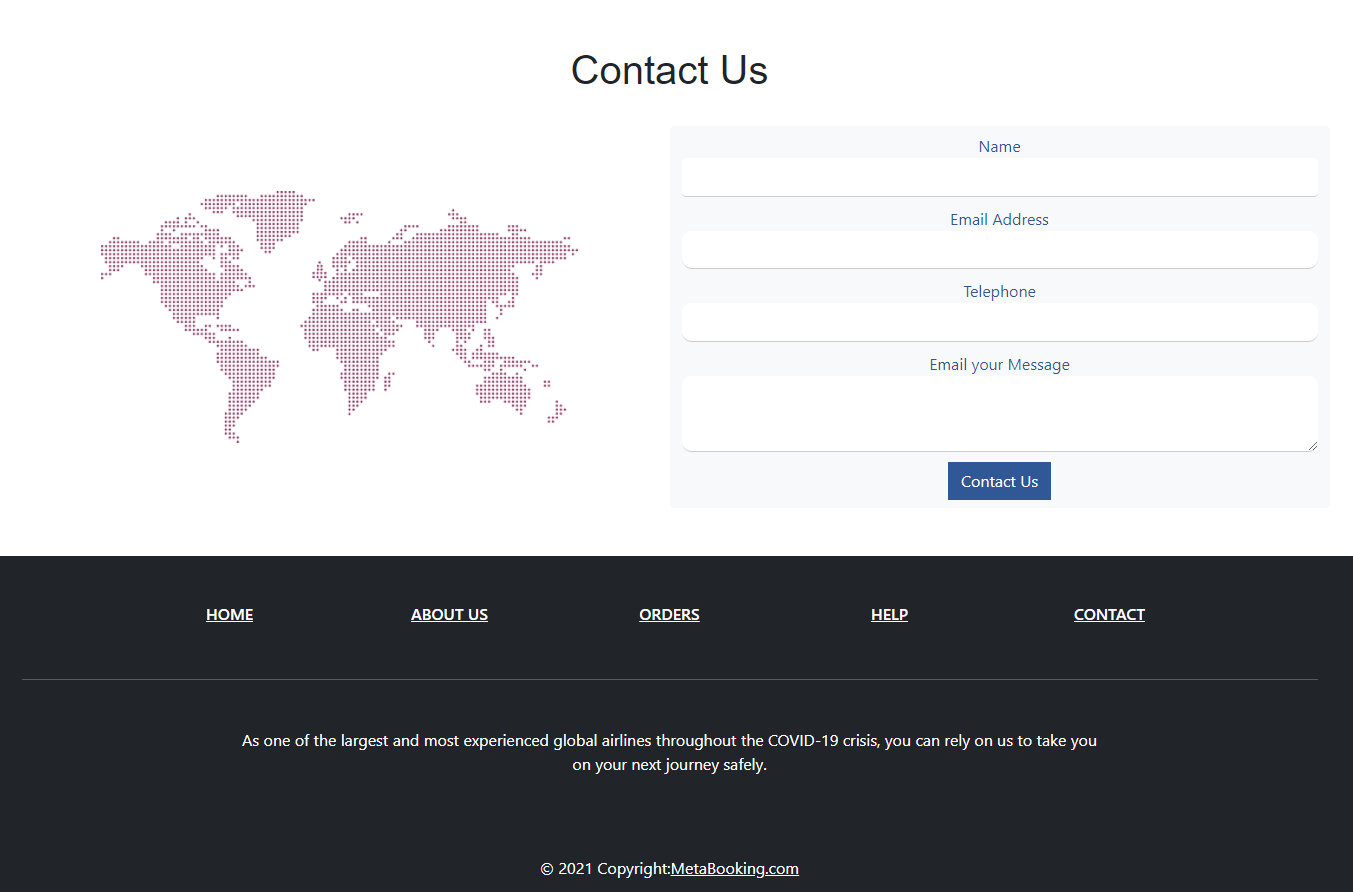 Contact Us
Name
Email Address
Telephone
Email your Message
Contact Us
HOME
ABOUT US
ORDERS
HELP
CONTACT
As one of the largest and most experienced global airlines throughout the COVID-19 crisis, you can rely on us to take you
on your next journey safely.
© 2021 Copyright:MetaBooking.com